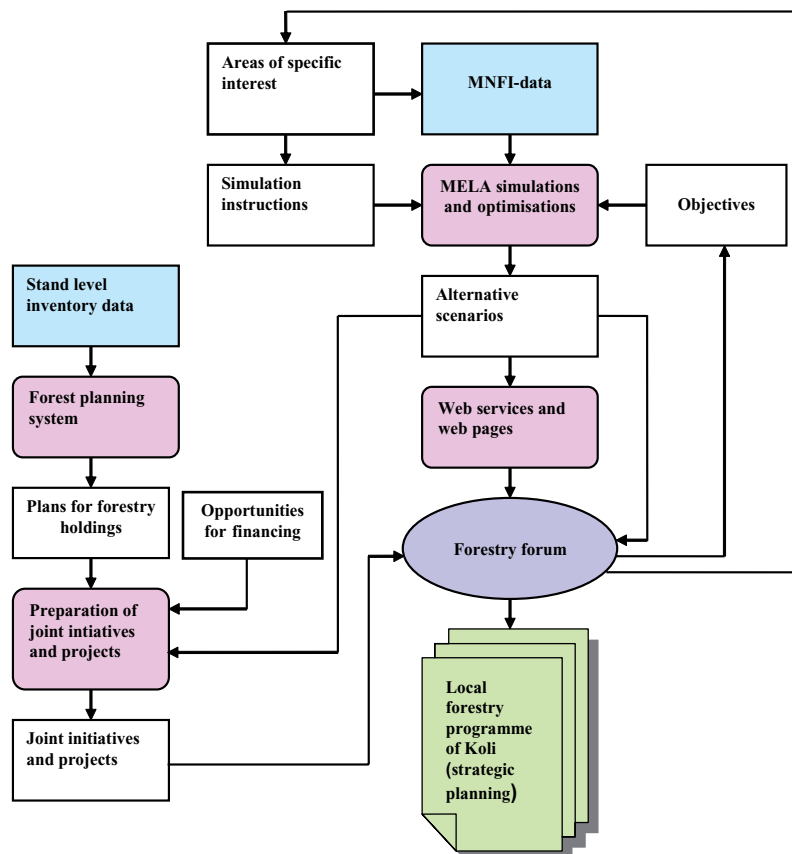 Areas of specific
interest
MNFI-data
Simulation
instructions
MELA simulations
and optimisations
Objectives
Stand level
inventory data
Alternative
scenarios
Forest planning
system
Web services and
web pages
Plans for forestry
holdings
Opportunities
for financing
Forestry forum
Preparation of
joint intiatives
and projects
Joint initiatives
and projects
Local
forestry
programme
of Koli
(strategic
planning)